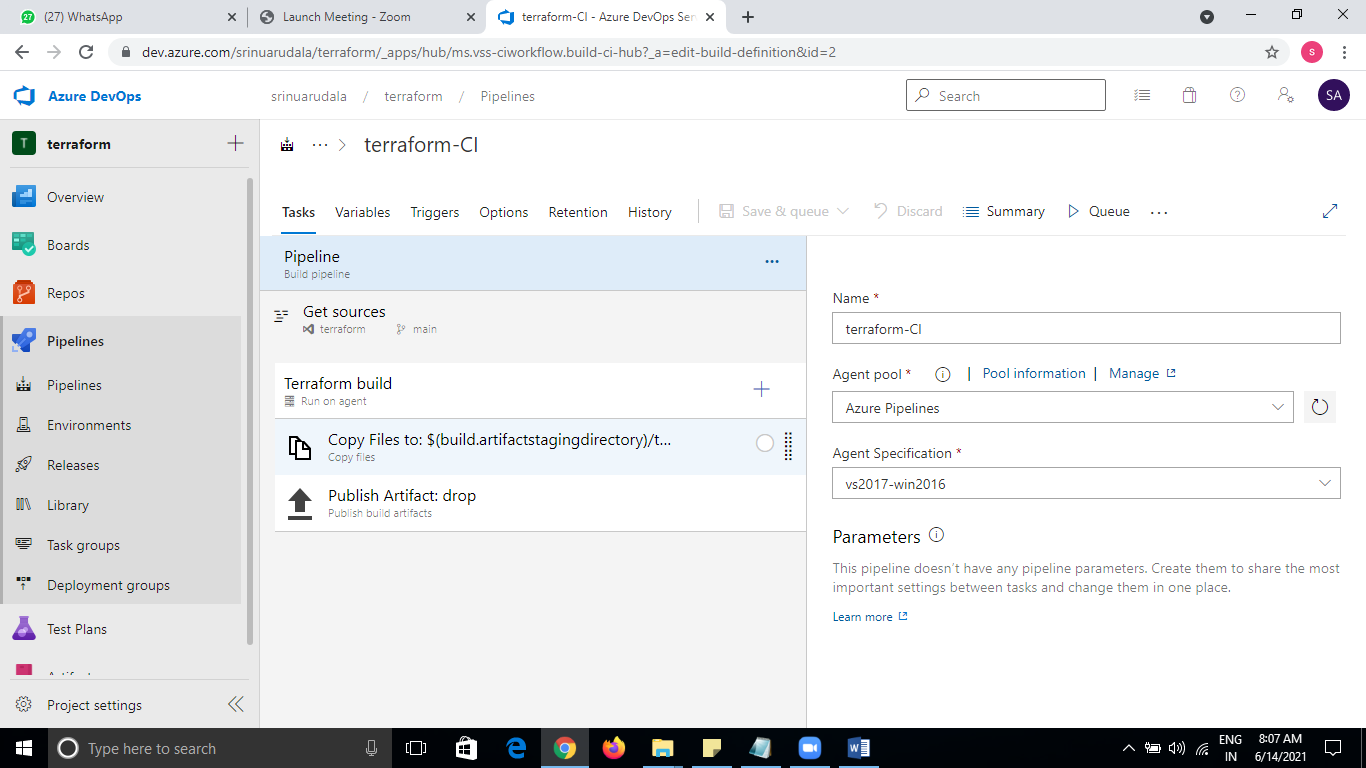 (27) WhatsApp
Launch Meeting - Zoom
terraform-CI - Azure DevOps Ser
dev.azure.com/srinuarudala/terraform/_apps/hub/ms.vss-ciworkflow.build-ci-hub?_a=edit-build-definition&id=2
s
Azure DevOps
srinuarudala / terraform / Pipelines
Search
SA
T terraform
Overview
Boards
Repos
Pipelines
Pipelines
Environments
Releases
Library
Task groups
Deployment groups
Test Plans
Project settings
... > terraform-CI
Tasks Variables Triggers Options Retention History Save & queue Discard Summary Queue ...
Pipeline
Build pipeline
Get sources
terraform main
Terraform build
Run on agent
Copy Files to: $(build.artifactstagingdirectory)/t...
Copy files
Publish Artifact: drop
Publish build artifacts
Name *
terraform-CI
Agent pool * | Pool information | Manage
Azure Pipelines
Agent Specification *
vs2017-win2016
Parameters
This pipeline doesn't have any pipeline parameters. Create them to share the most
important settings between tasks and change them in one place.
Learn more
Type here to search
ENG
IN
8:07 AM
6/14/2021